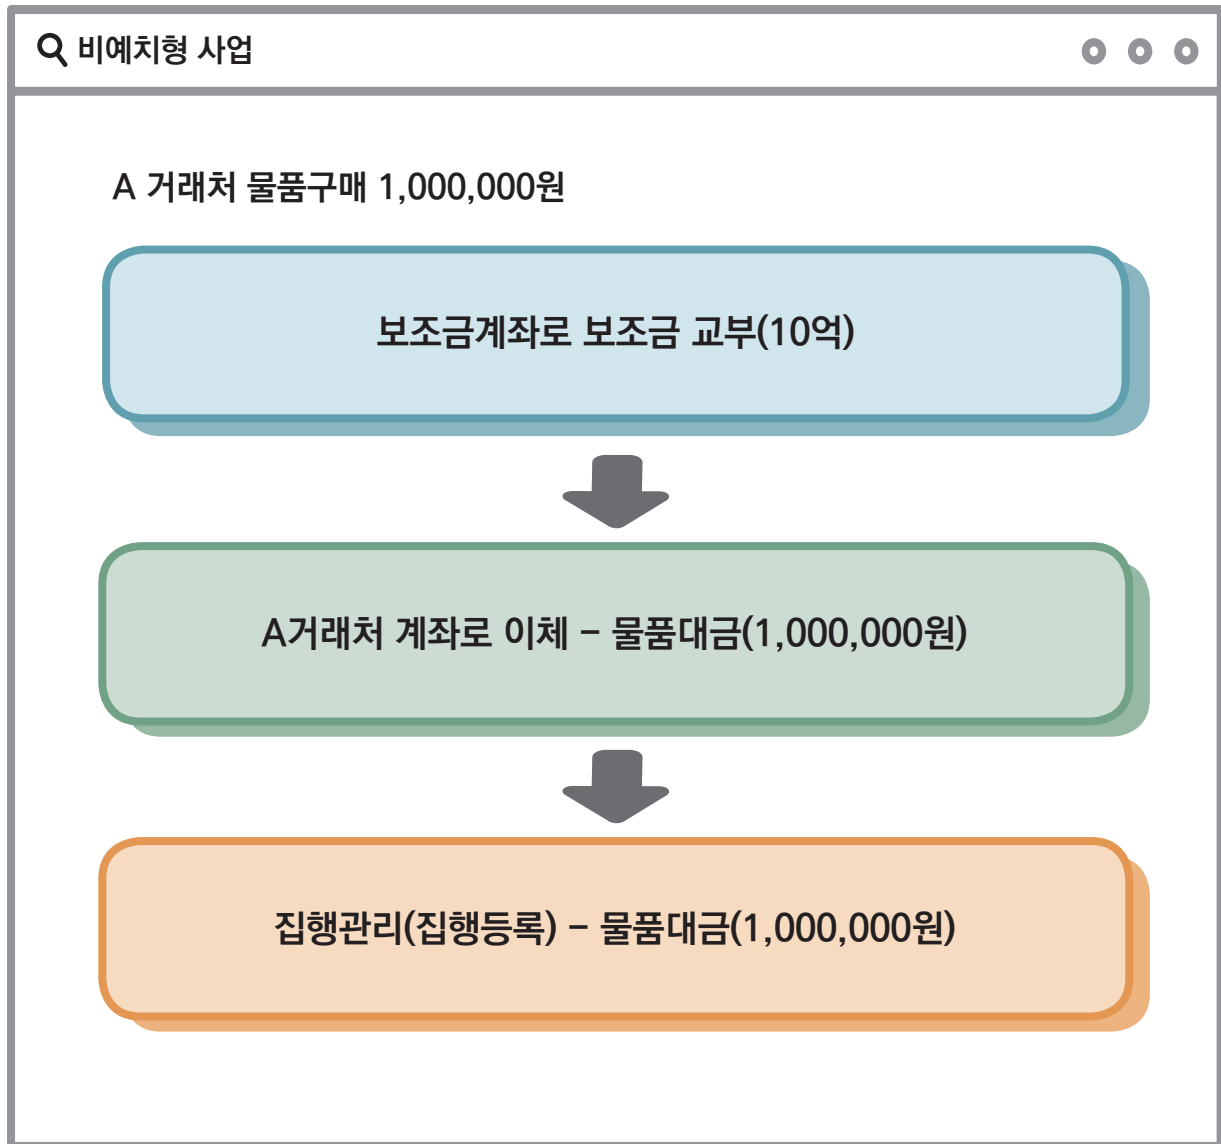 비예치형 사업
A 거래처 물품구매 1,000,000원
보조금계좌로 보조금 교부(10억)
A거래처 계좌로 이체 – 물품대금(1,000,000원)
집행관리(집행등록) – 물품대금(1,000,000원)